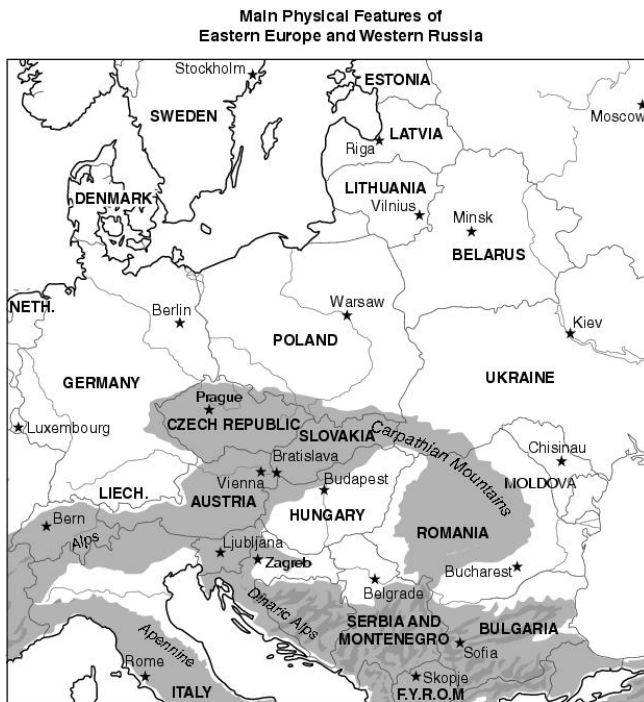 Main Physical Features of
Eastern Europe and Western Russia
Stockholm
ESTONIA
Moscow
SWEDEN
LATVIA
Riga
LITHUANIA
DENMARK
Vilnius
Minsk
BELARUS
NETH.
Berlin
Warsaw
POLAND
Kiev
GERMANY
UKRAINE
Prague
CZECH REPUBLIC
Luxembourg
SLOVAKIA
Carpathian Mountains
Chisinau
Bratislava
Vienna
Budapest
MOLDOVA
LIECH.
AUSTRIA
HUNGARY
Bern
Alps
ROMANIA
Ljubljana
Zagreb
Bucharest
Belgrade
Dinaric Alps
SERBIA AND
MONTENEGRO
BULGARIA
Apennine
Sofia
Rome
Skopje
ITALY
F.Y.R.O.M